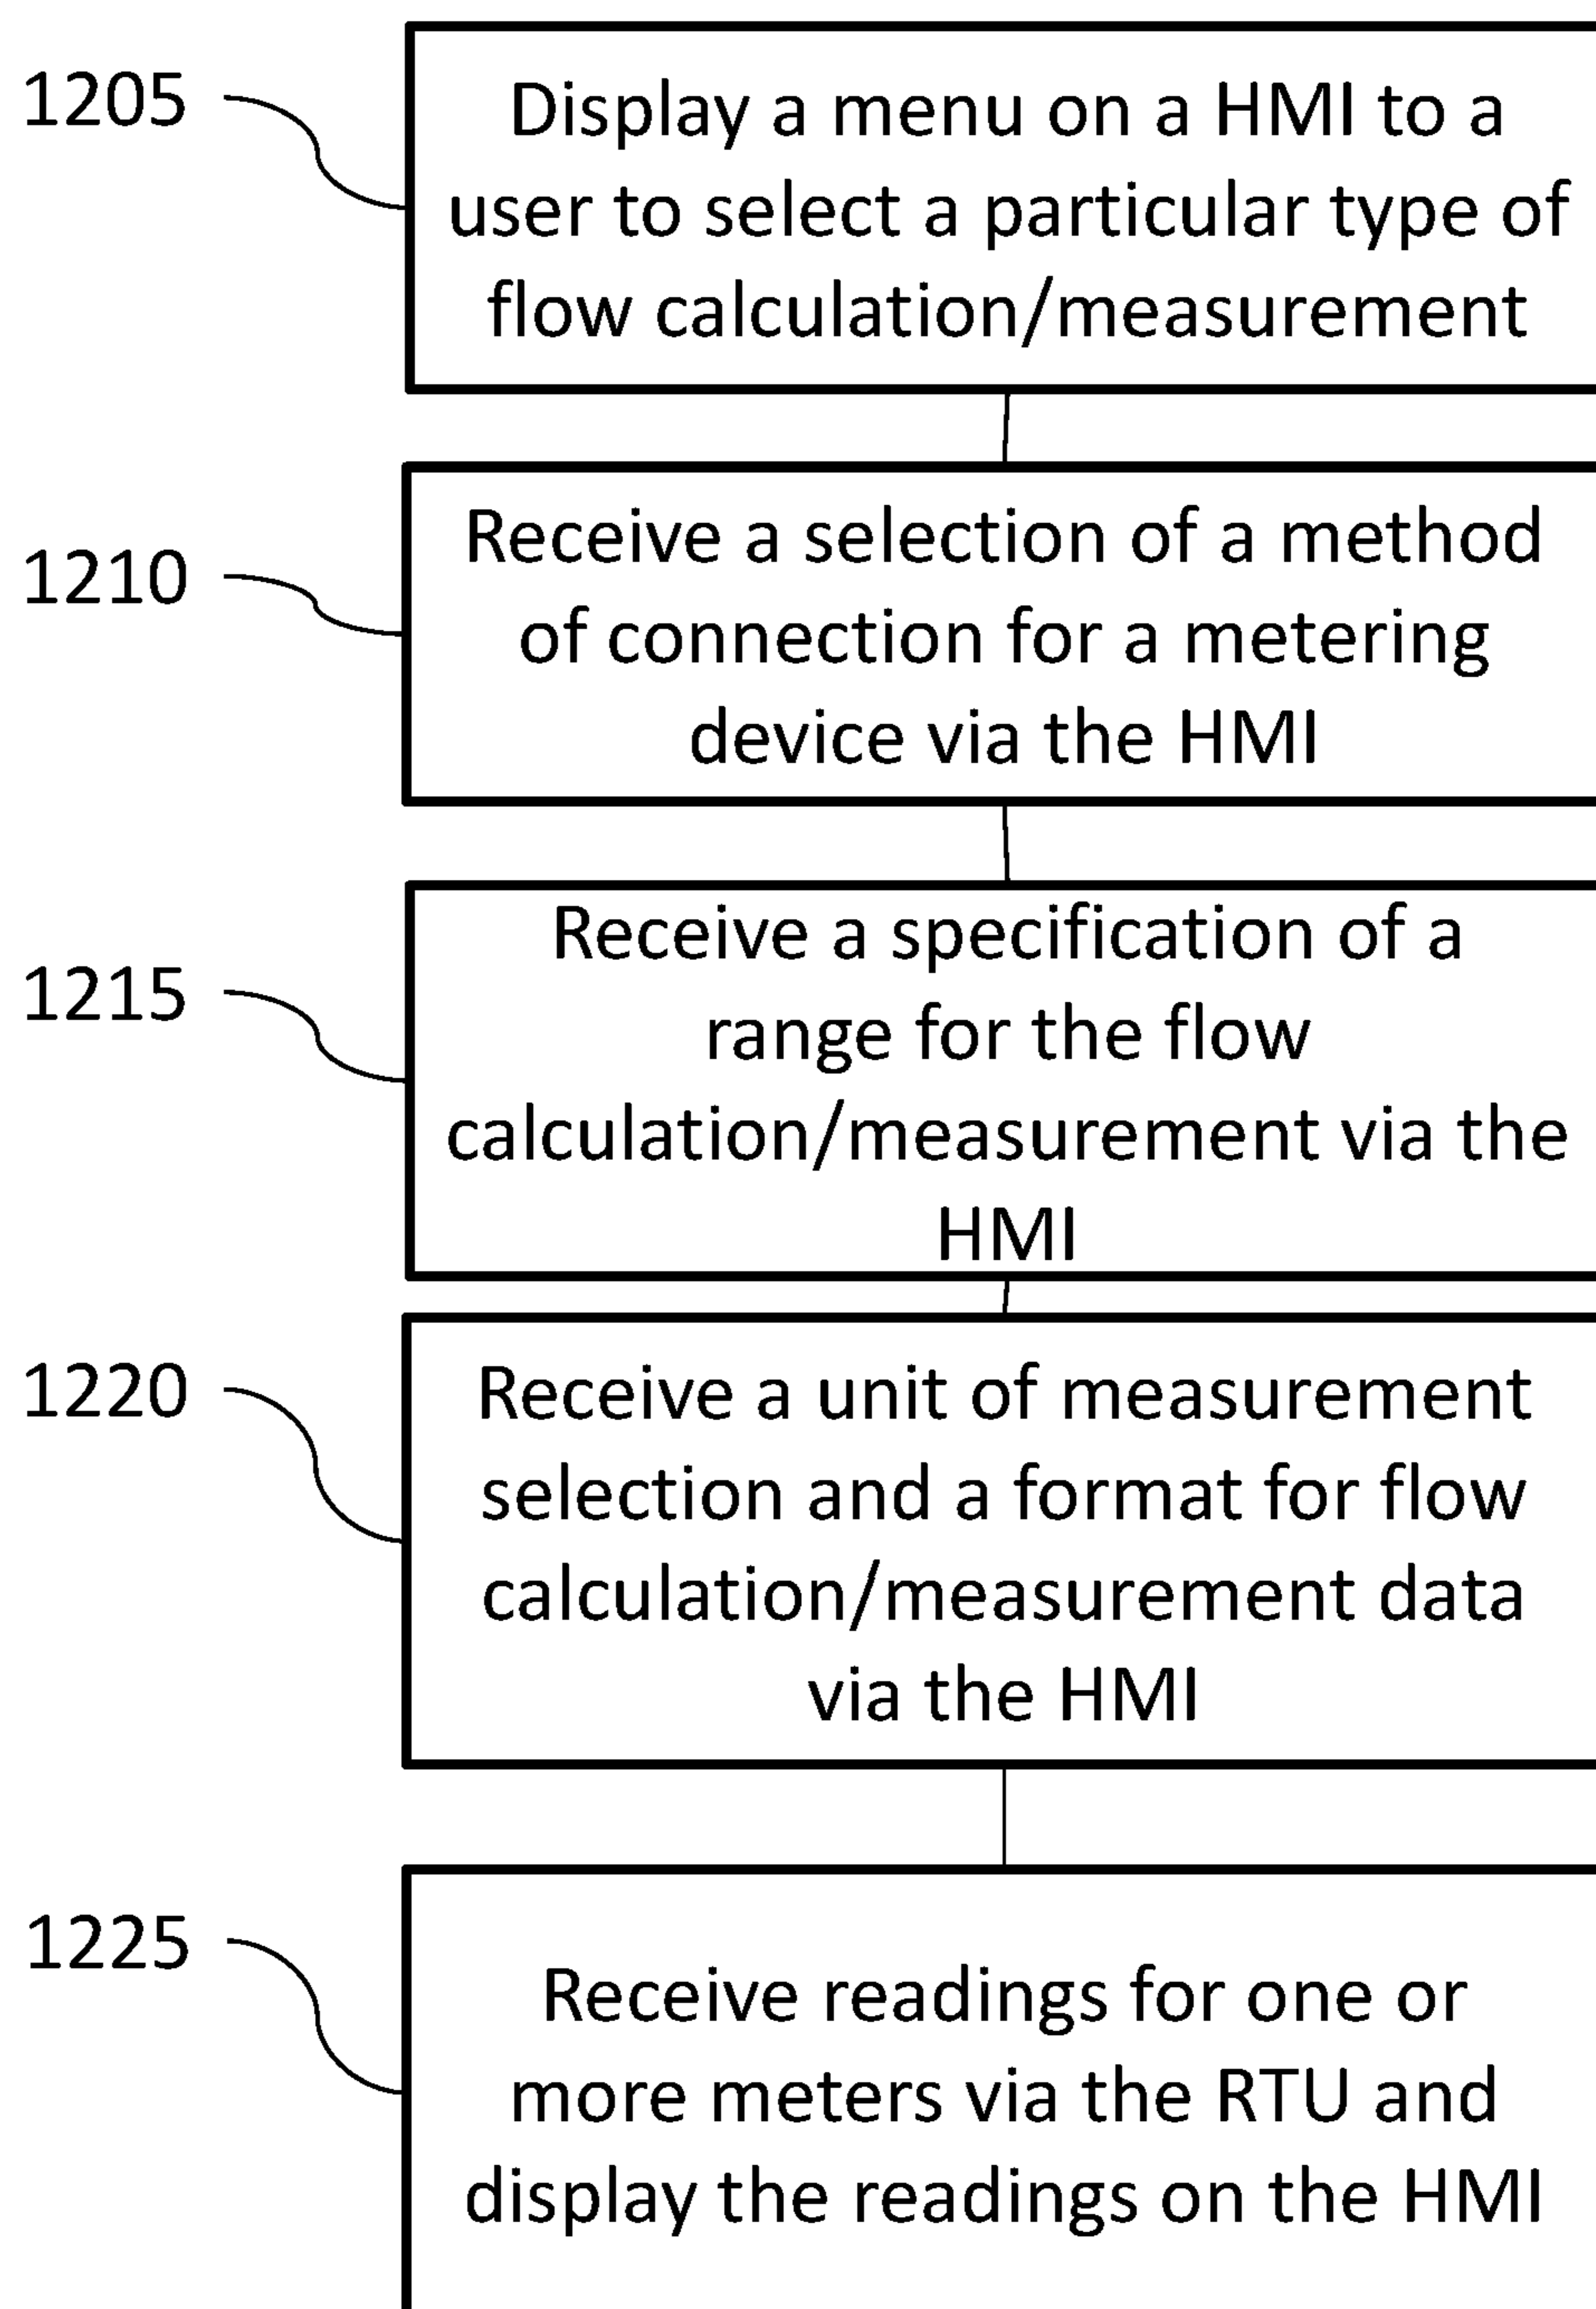 1205
Display a menu on a HMI to a
user to select a particular type of
flow calculation/measurement
1210
Receive a selection of a method
of connection for a metering
device via the HMI
1215
Receive a specification of a
range for the flow
calculation/measurement via the
HMI
1220
Receive a unit of measurement
selection and a format for flow
calculation/measurement data
via the HMI
1225
Receive readings for one or
more meters via the RTU and
display the readings on the HMI